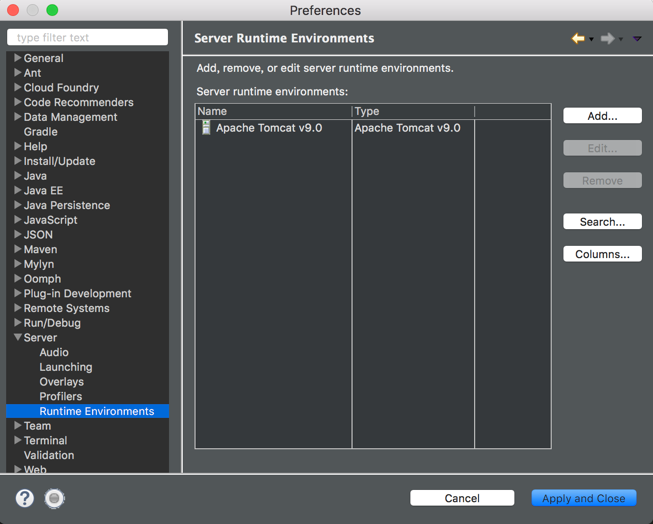 Preferences
type filter text
General
Ant
Cloud Foundry
Code Recommenders
Data Management
Gradle
Help
Install/Update
Java
Java EE
Java Persistence
JavaScript
JSON
Maven
Mylyn
Oomph
Plug-in Development
Remote Systems
Run/Debug
Server
Audio
Launching
Overlays
Profilers
Runtime Environments
Team
Terminal
Validation
Web
Server Runtime Environments
Add, remove, or edit server runtime environments.
Server runtime environments:
Name Type
Apache Tomcat v9.0 Apache Tomcat v9.0
Add...
Edit...
Remove
Search...
Columns...
?
Cancel
Apply and Close